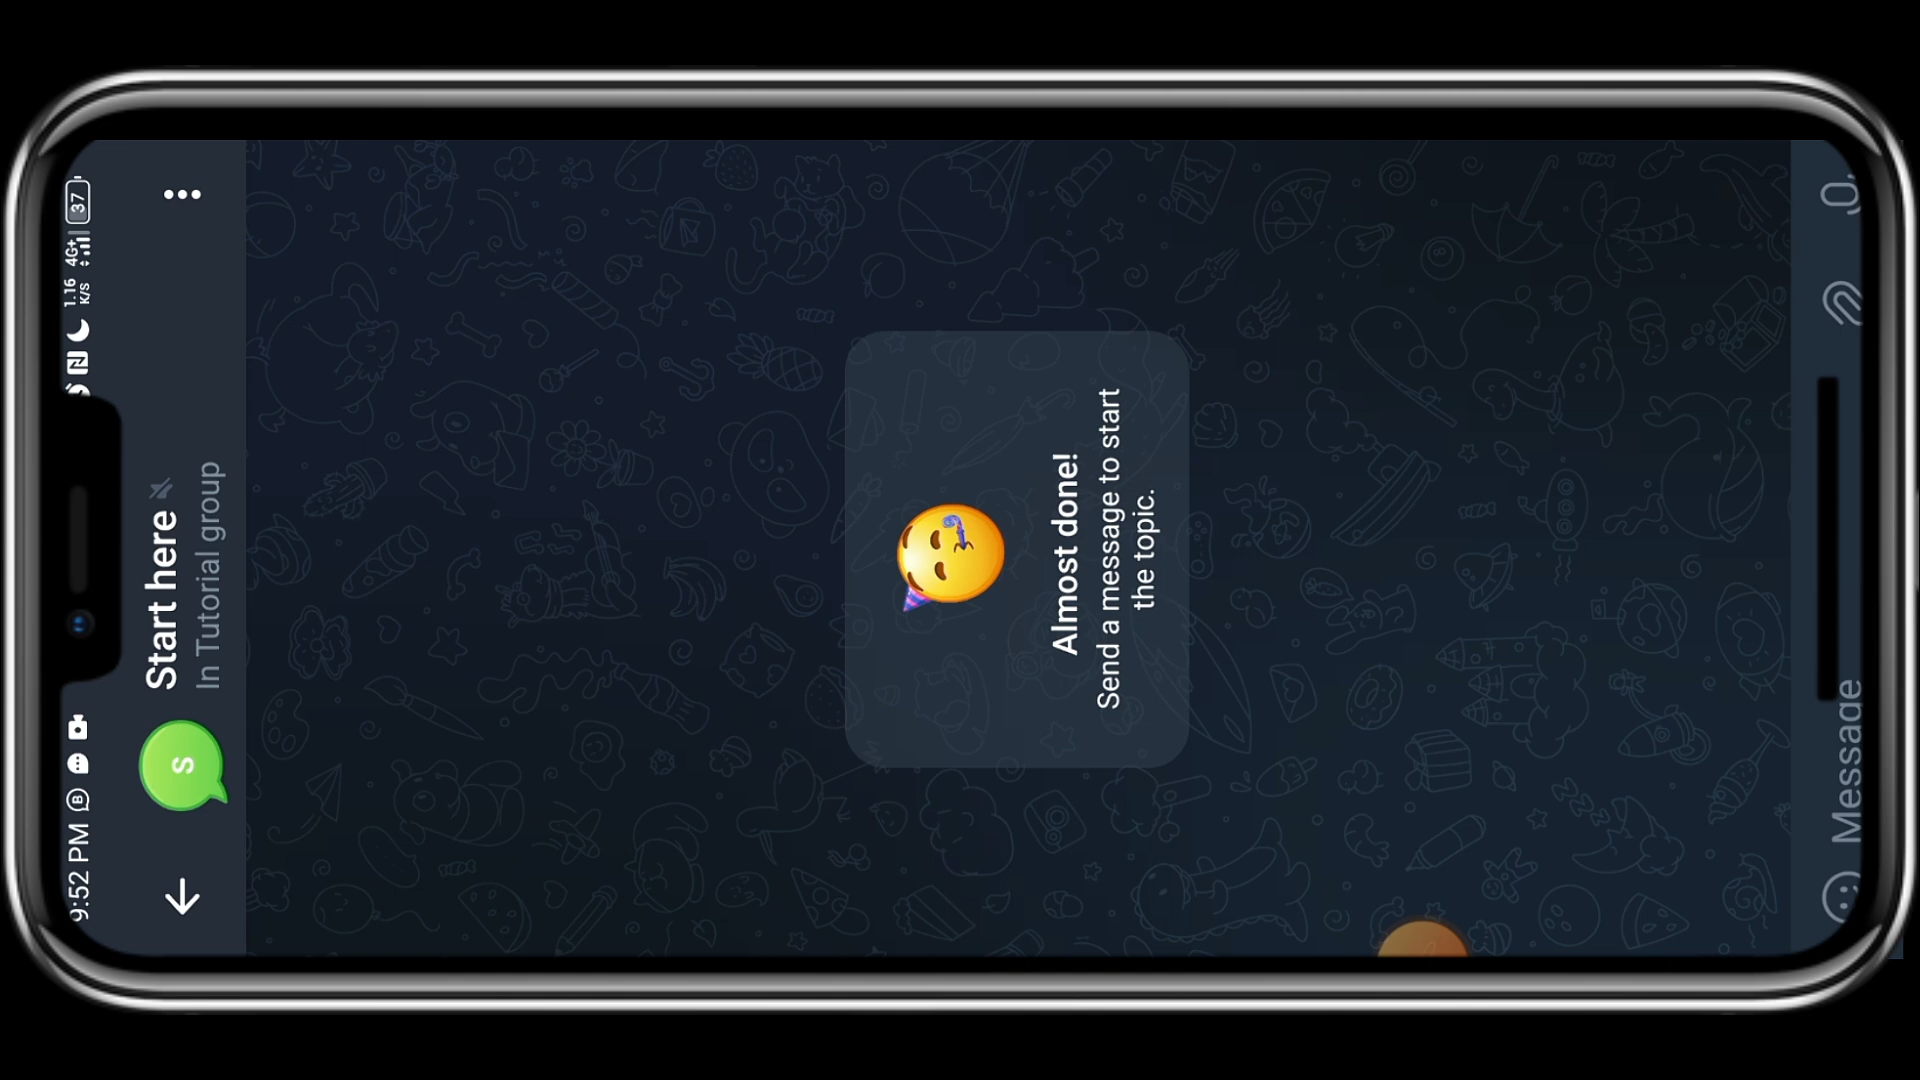 9:52 PM
1.16
K/S
4G+
37
S
Start here
In Tutorial group
Almost done!
Send a message to start
the topic.
Message